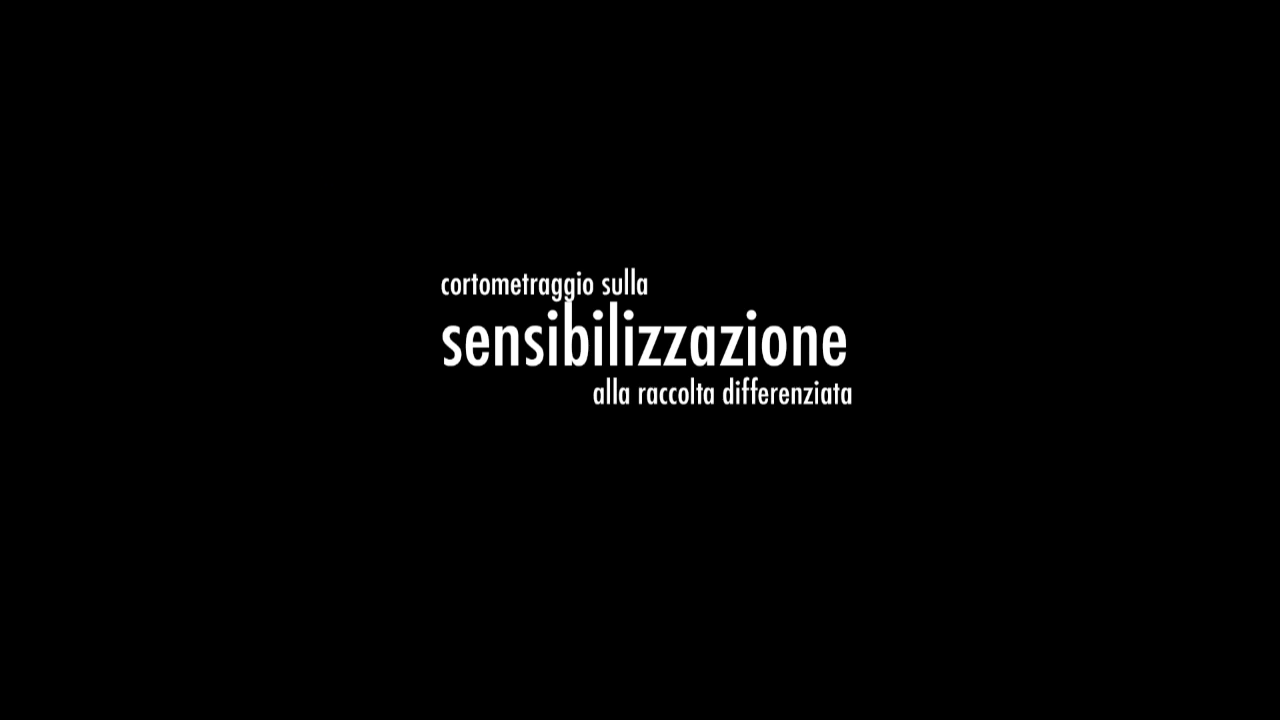 cortometraggio sulla
sensibilizzazione
alla raccolta differenziata